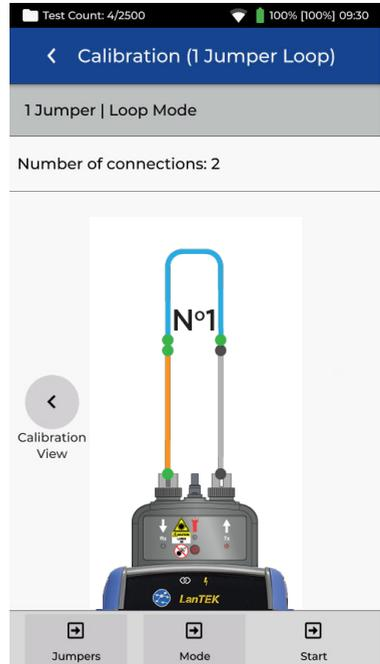 Test Count: 4/2500 100% [100%] 09:30
Calibration (1 Jumper Loop)
1 Jumper | Loop Mode
Number of connections: 2
Nº1
Calibration
View
Rx Tx
LanTEK
Jumpers Mode Start